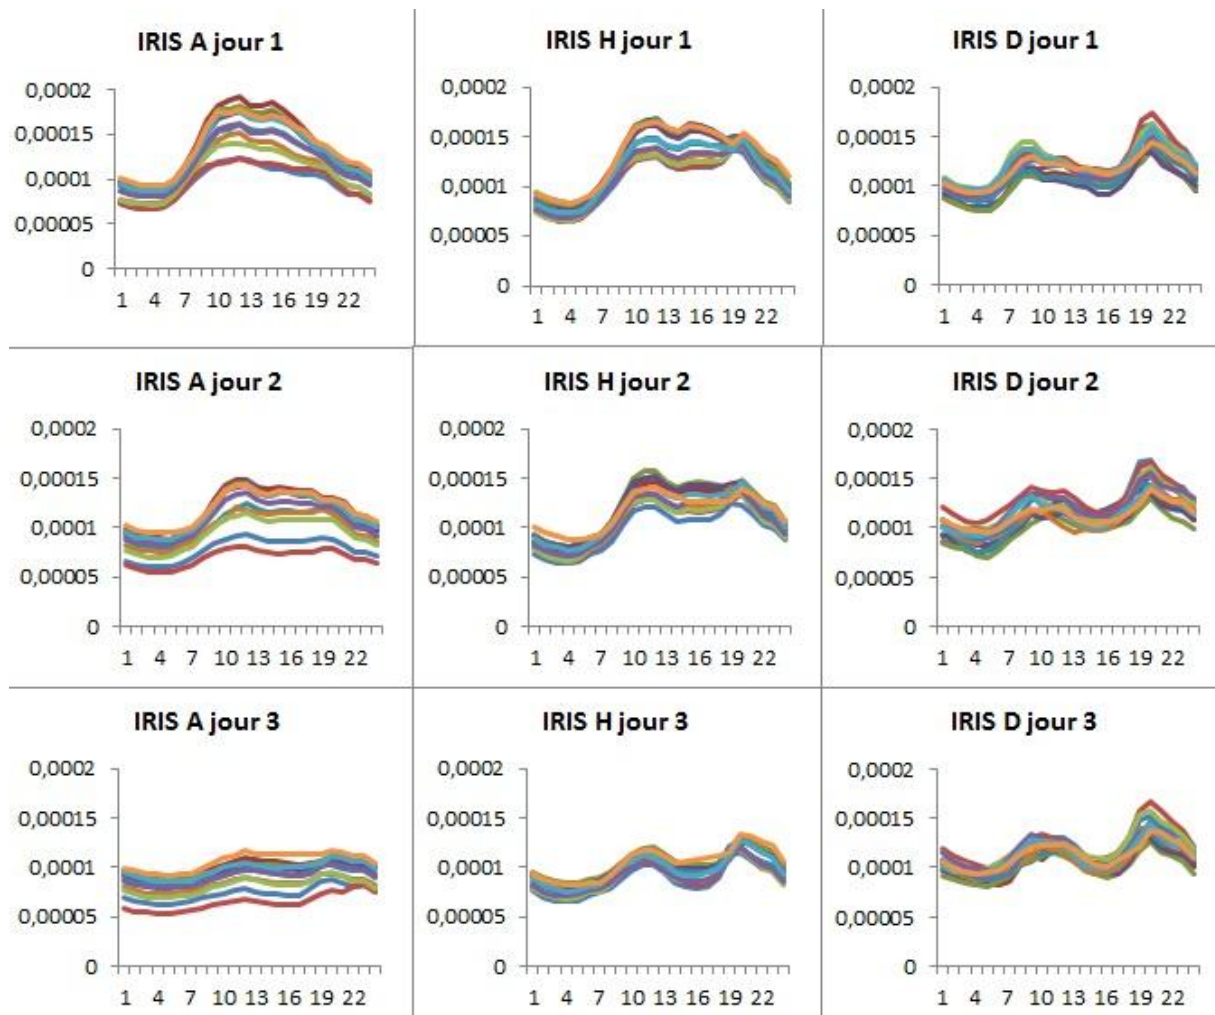 IRIS A jour 1
0,0002
0,00015
0,0001
0,00005
0
1 4 7 10 13 16 19 22
IRIS H jour 1
0,0002
0,00015
0,0001
0,00005
0
1 4 7 10 13 16 19 22
IRIS D jour 1
0,0002
0,00015
0,0001
0,00005
0
1 4 7 10 13 16 19 22
IRIS A jour 2
0,0002
0,00015
0,0001
0,00005
0
1 4 7 10 13 16 19 22
IRIS H jour 2
0,0002
0,00015
0,0001
0,00005
0
1 4 7 10 13 16 19 22
IRIS D jour 2
0,0002
0,00015
0,0001
0,00005
0
1 4 7 10 13 16 19 22
IRIS A jour 3
0,0002
0,00015
0,0001
0,00005
0
1 4 7 10 13 16 19 22
IRIS H jour 3
0,0002
0,00015
0,0001
0,00005
0
1 4 7 10 13 16 19 22
IRIS D jour 3
0,0002
0,00015
0,0001
0,00005
0
1 4 7 10 13 16 19 22